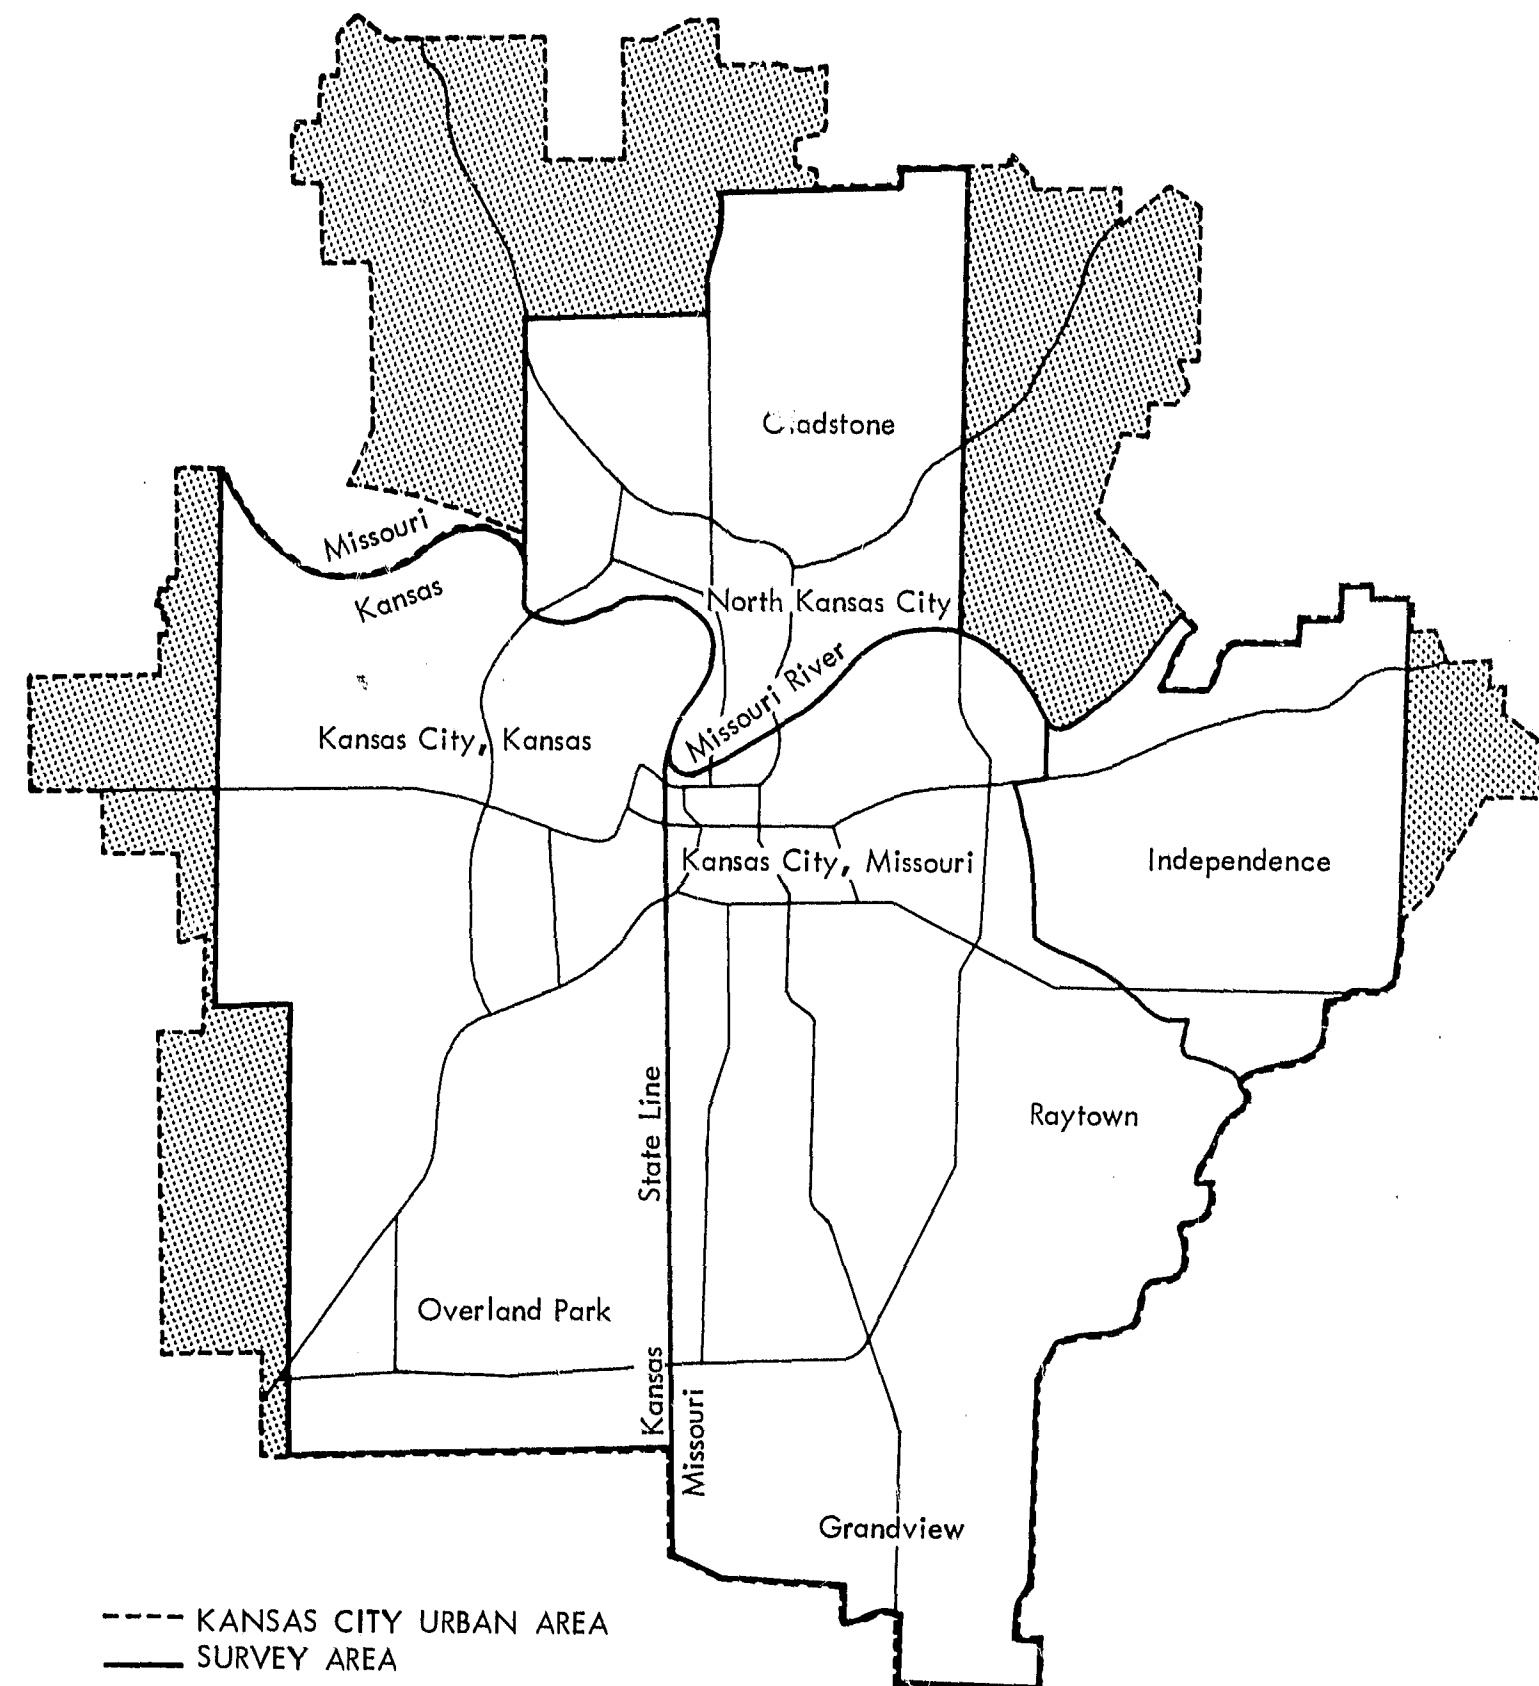 Gladstone
Missouri
Kansas
North Kansas City
Missouri River
Kansas City, Kansas
Kansas City, Missouri
Independence
State Line
Raytown
Overland Park
Kansas
Missouri
Grandview
KANSAS CITY URBAN AREA
SURVEY AREA